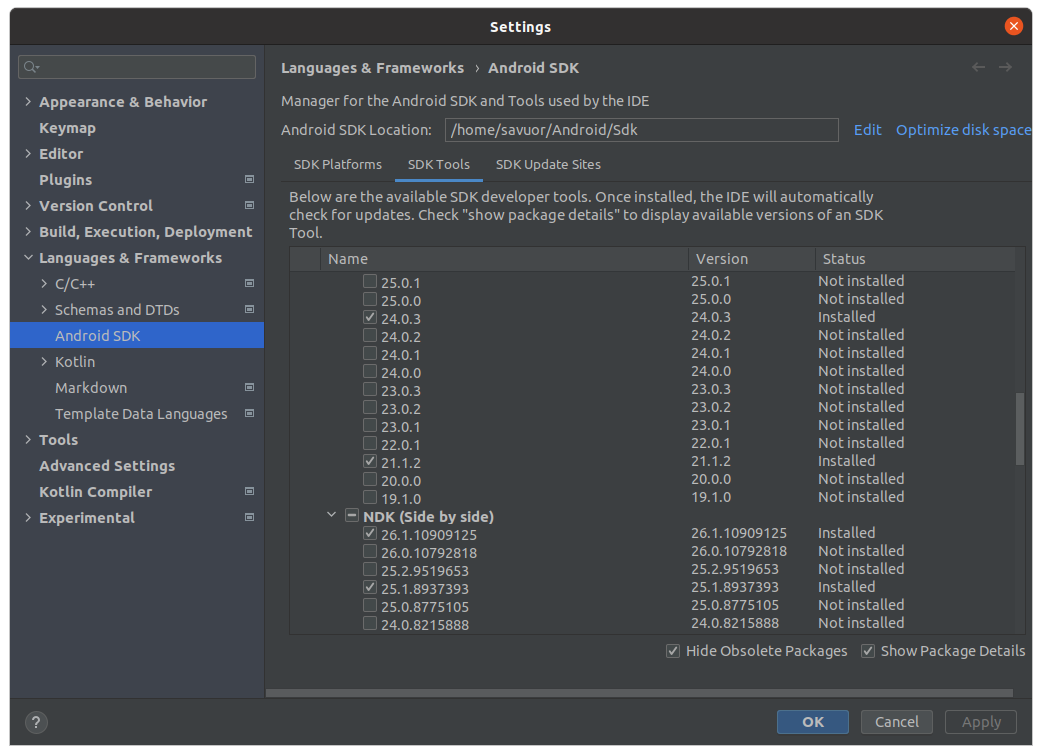 Settings
Languages & Frameworks › Android SDK
Appearance & Behavior
Keymap
Editor
Plugins
Version Control
Build, Execution, Deployment
Languages & Frameworks
C/C++
Schemas and DTDs
Android SDK
Kotlin
Markdown
Template Data Languages
Tools
Advanced Settings
Kotlin Compiler
Experimental
Manager for the Android SDK and Tools used by the IDE
Android SDK Location: /home/savuor/Android/Sdk Edit Optimize disk space
SDK Platforms SDK Tools SDK Update Sites
Below are the available SDK developer tools. Once installed, the IDE will automatically
check for updates. Check "show package details" to display available versions of an SDK
Tool.
Name Version Status
25.0.1 25.0.1 Not installed
25.0.0 25.0.0 Not installed
24.0.3 24.0.3 Installed
24.0.2 24.0.2 Not installed
24.0.1 24.0.1 Not installed
24.0.0 24.0.0 Not installed
23.0.3 23.0.3 Not installed
23.0.2 23.0.2 Not installed
23.0.1 23.0.1 Not installed
22.0.1 22.0.1 Not installed
21.1.2 21.1.2 Installed
20.0.0 20.0.0 Not installed
19.1.0 19.1.0 Not installed
NDK (Side by side)
26.1.10909125 26.1.10909125 Installed
26.0.10792818 26.0.10792818 Not installed
25.2.9519653 25.2.9519653 Not installed
25.1.8937393 25.1.8937393 Installed
25.0.8775105 25.0.8775105 Not installed
24.0.8215888 24.0.8215888 Not installed
Hide Obsolete Packages Show Package Details
? OK Cancel Apply